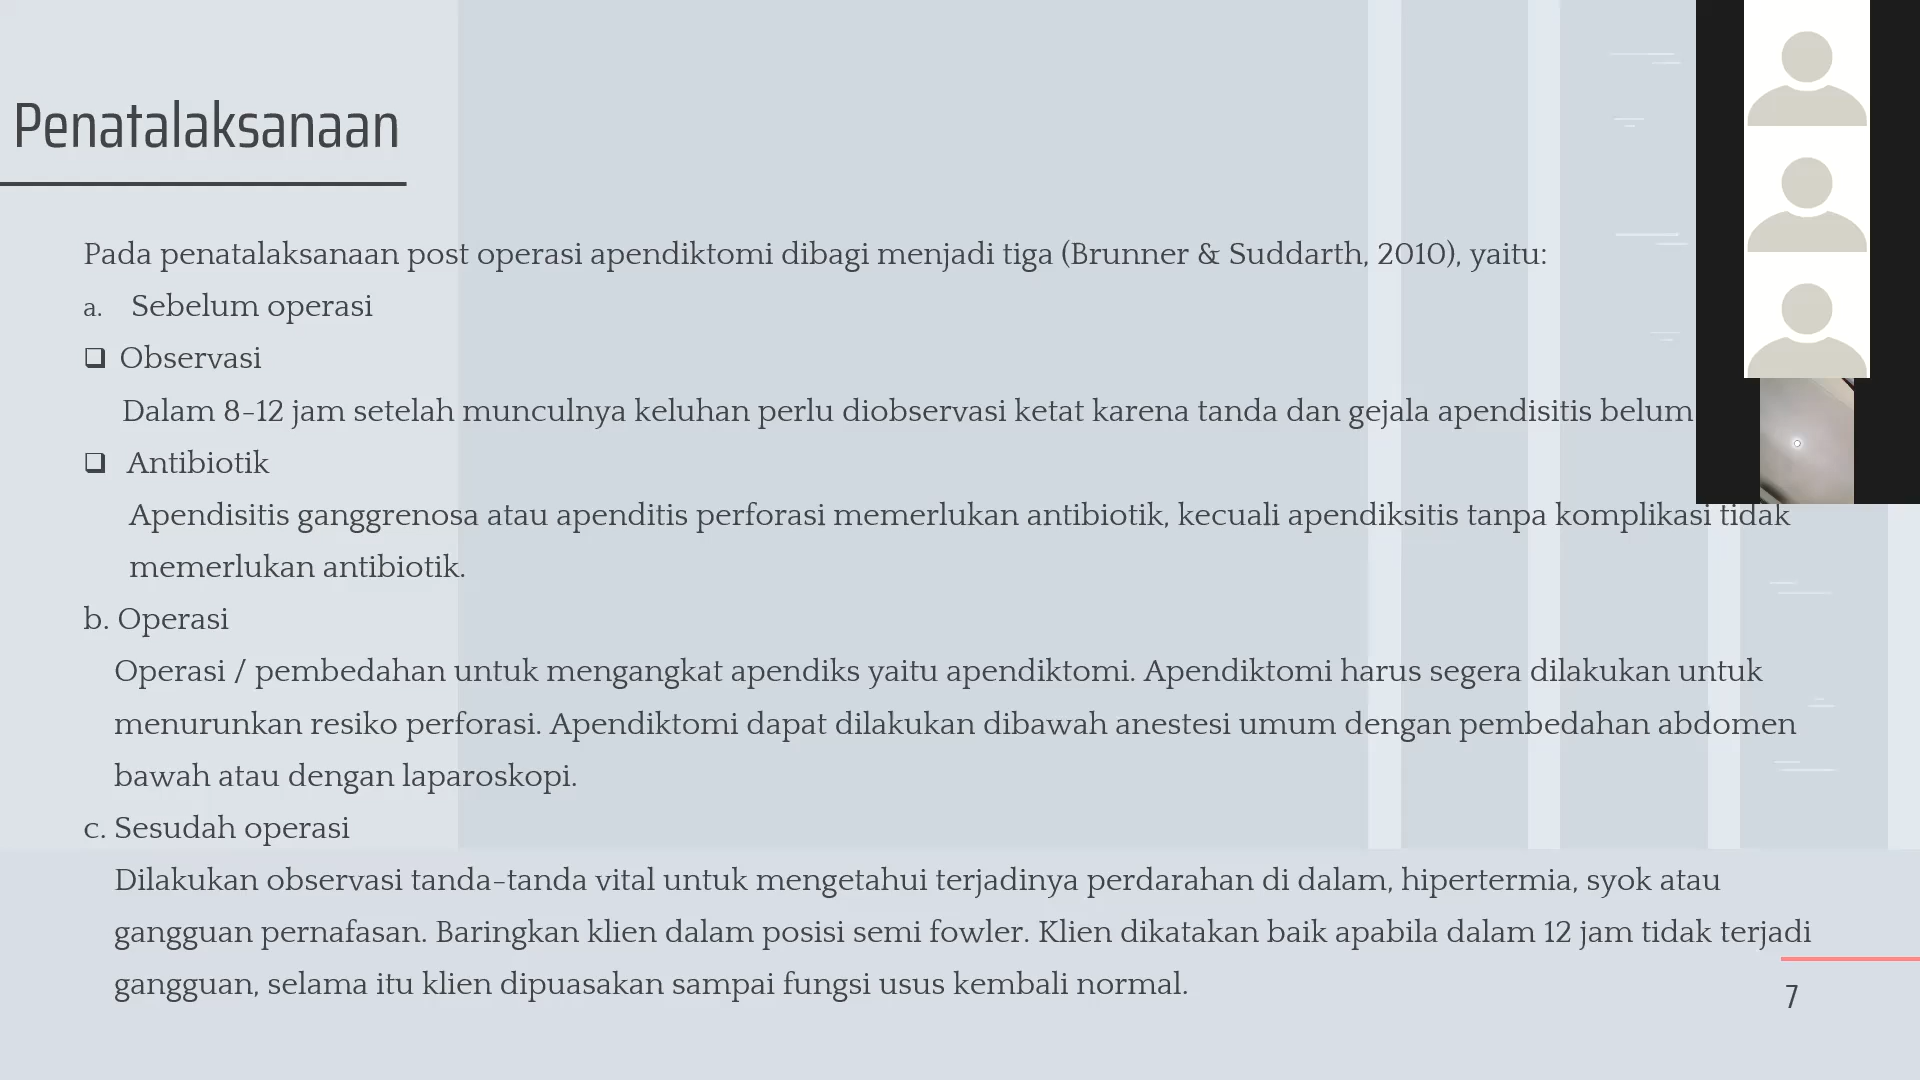 Penatalaksanaan
Pada penatalaksanaan post operasi apendiktomi dibagi menjadi tiga (Brunner & Suddarth, 2010), yaitu:
a. Sebelum operasi
❑ Observasi
Dalam 8-12 jam setelah munculnya keluhan perlu diobservasi ketat karena tanda dan gejala apendisitis belum
❑ Antibiotik
Apendisitis ganggrenosa atau apenditis perforasi memerlukan antibiotik, kecuali apendiksitis tanpa komplikasi tidak
memerlukan antibiotik.
b. Operasi
Operasi / pembedahan untuk mengangkat apendiks yaitu apendiktomi. Apendiktomi harus segera dilakukan untuk
menurunkan resiko perforasi. Apendiktomi dapat dilakukan dibawah anestesi umum dengan pembedahan abdomen
bawah atau dengan laparoskopi.
c. Sesudah operasi
Dilakukan observasi tanda-tanda vital untuk mengetahui terjadinya perdarahan di dalam, hipertermia, syok atau
gangguan pernafasan. Baringkan klien dalam posisi semi fowler. Klien dikatakan baik apabila dalam 12 jam tidak terjadi
gangguan, selama itu klien dipuasakan sampai fungsi usus kembali normal.
7